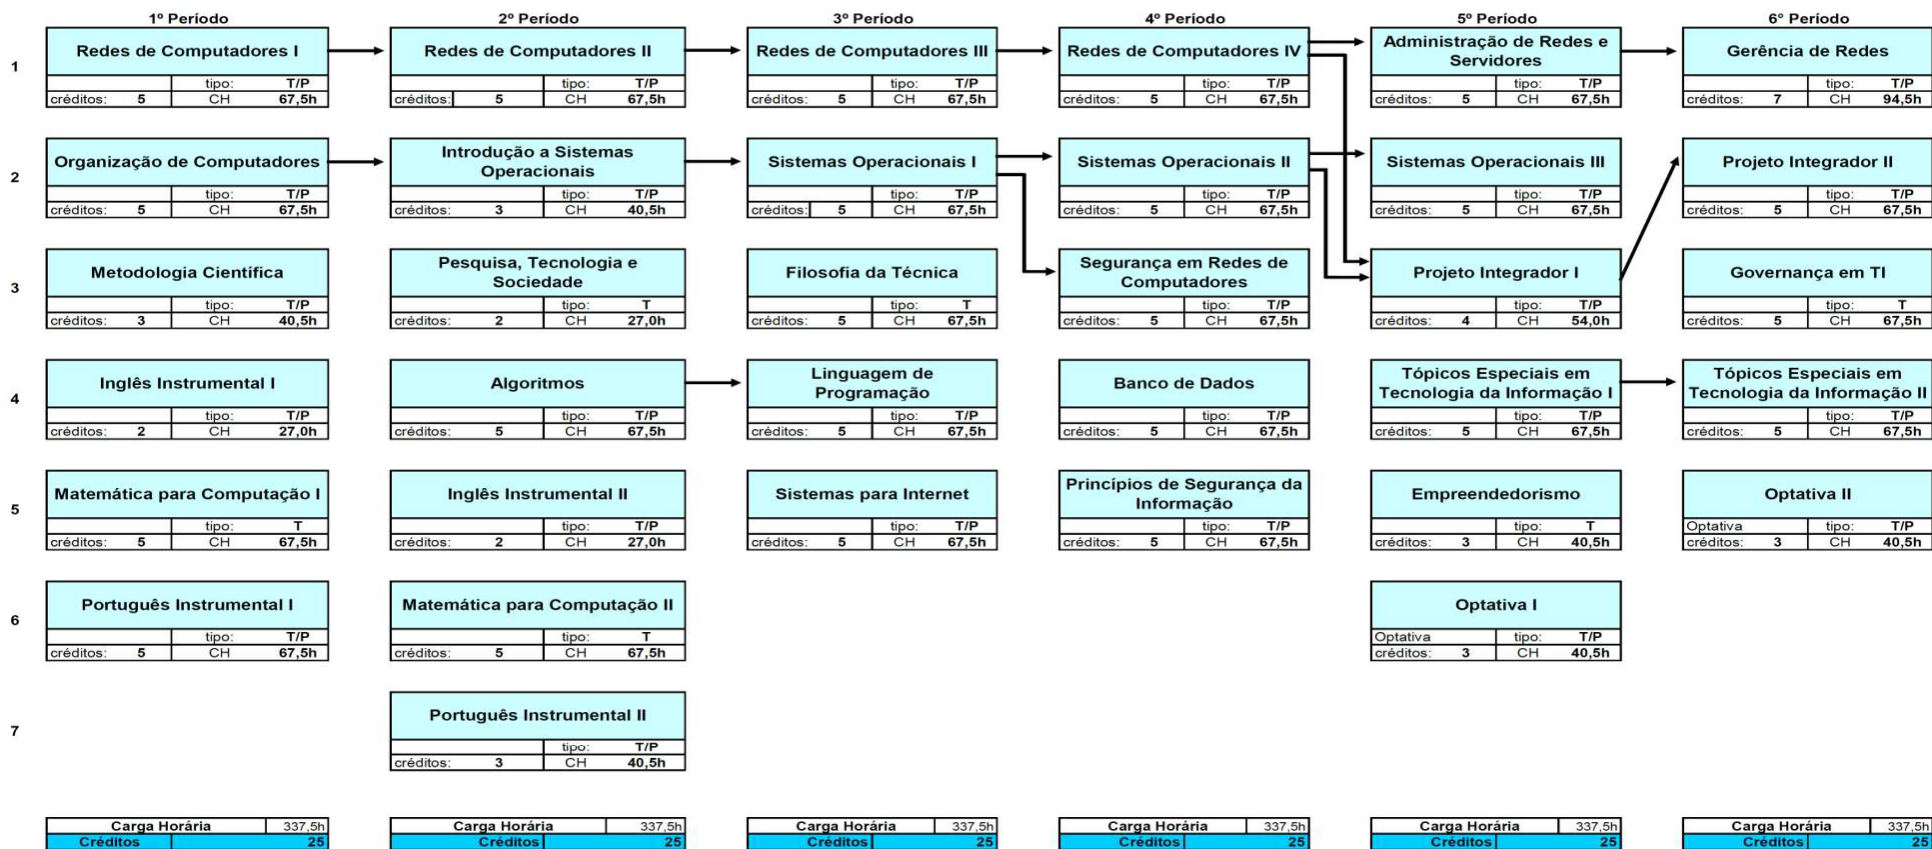 1º Período 2º Período 3º Período 4º Período 5º Período 6° Período
1
Redes de Computadores I
tipo: T/P
créditos: 5 CH 67,5h
Redes de Computadores II
tipo: T/P
créditos: 5 CH 67,5h
Redes de Computadores III
tipo: T/P
créditos: 5 CH 67,5h
Redes de Computadores IV
tipo: T/P
créditos: 5 CH 67,5h
Administração de Redes e
Servidores
tipo: T/P
créditos: 5 CH 67,5h
Gerência de Redes
tipo: T/P
créditos: 7 CH 94,5h
2
Organização de Computadores
tipo: T/P
créditos: 5 CH 67,5h
Introdução a Sistemas
Operacionais
tipo: T/P
créditos: 3 CH 40,5h
Sistemas Operacionais I
tipo: T/P
créditos: 5 CH 67,5h
Sistemas Operacionais II
tipo: T/P
créditos: 5 CH 67,5h
Sistemas Operacionais III
tipo: T/P
créditos: 5 CH 67,5h
Projeto Integrador II
tipo: T/P
créditos: 5 CH 67,5h
3
Metodologia Científica
tipo: T/P
créditos: 3 CH 40,5h
Pesquisa, Tecnologia e
Sociedade
tipo: T
créditos: 2 CH 27,0h
Filosofia da Técnica
tipo: T
créditos: 5 CH 67,5h
Segurança em Redes de
Computadores
tipo: T/P
créditos: 5 CH 67,5h
Projeto Integrador I
tipo: T/P
créditos: 4 CH 54,0h
Governança em TI
tipo: T
créditos: 5 CH 67,5h
4
Inglês Instrumental I
tipo: T/P
créditos: 2 CH 27,0h
Algoritmos
tipo: T/P
créditos: 5 CH 67,5h
Linguagem de
Programação
tipo: T/P
créditos: 5 CH 67,5h
Banco de Dados
tipo: T/P
créditos: 5 CH 67,5h
Tópicos Especiais em
Tecnologia da Informação I
tipo: T/P
créditos: 5 CH 67,5h
Tópicos Especiais em
Tecnologia da Informação II
tipo: T/P
créditos: 5 CH 67,5h
5
Matemática para Computação I
tipo: T
créditos: 5 CH 67,5h
Inglês Instrumental II
tipo: T/P
créditos: 2 CH 27,0h
Sistemas para Internet
tipo: T/P
créditos: 5 CH 67,5h
Princípios de Segurança da
Informação
tipo: T/P
créditos: 5 CH 67,5h
Empreendedorismo
tipo: T
créditos: 3 CH 40,5h
Optativa II
Optativa tipo: T/P
créditos: 3 CH 40,5h
6
Português Instrumental I
tipo: T/P
créditos: 5 CH 67,5h
Matemática para Computação II
tipo: T
créditos: 5 CH 67,5h
Optativa I
Optativa tipo: T/P
créditos: 3 CH 40,5h
7
Português Instrumental II
tipo: T/P
créditos: 3 CH 40,5h
Carga Horária 337,5h
Créditos 25
Carga Horária 337,5h
Créditos 25
Carga Horária 337,5h
Créditos 25
Carga Horária 337,5h
Créditos 25
Carga Horária 337,5h
Créditos 25
Carga Horária 337,5h
Créditos 25